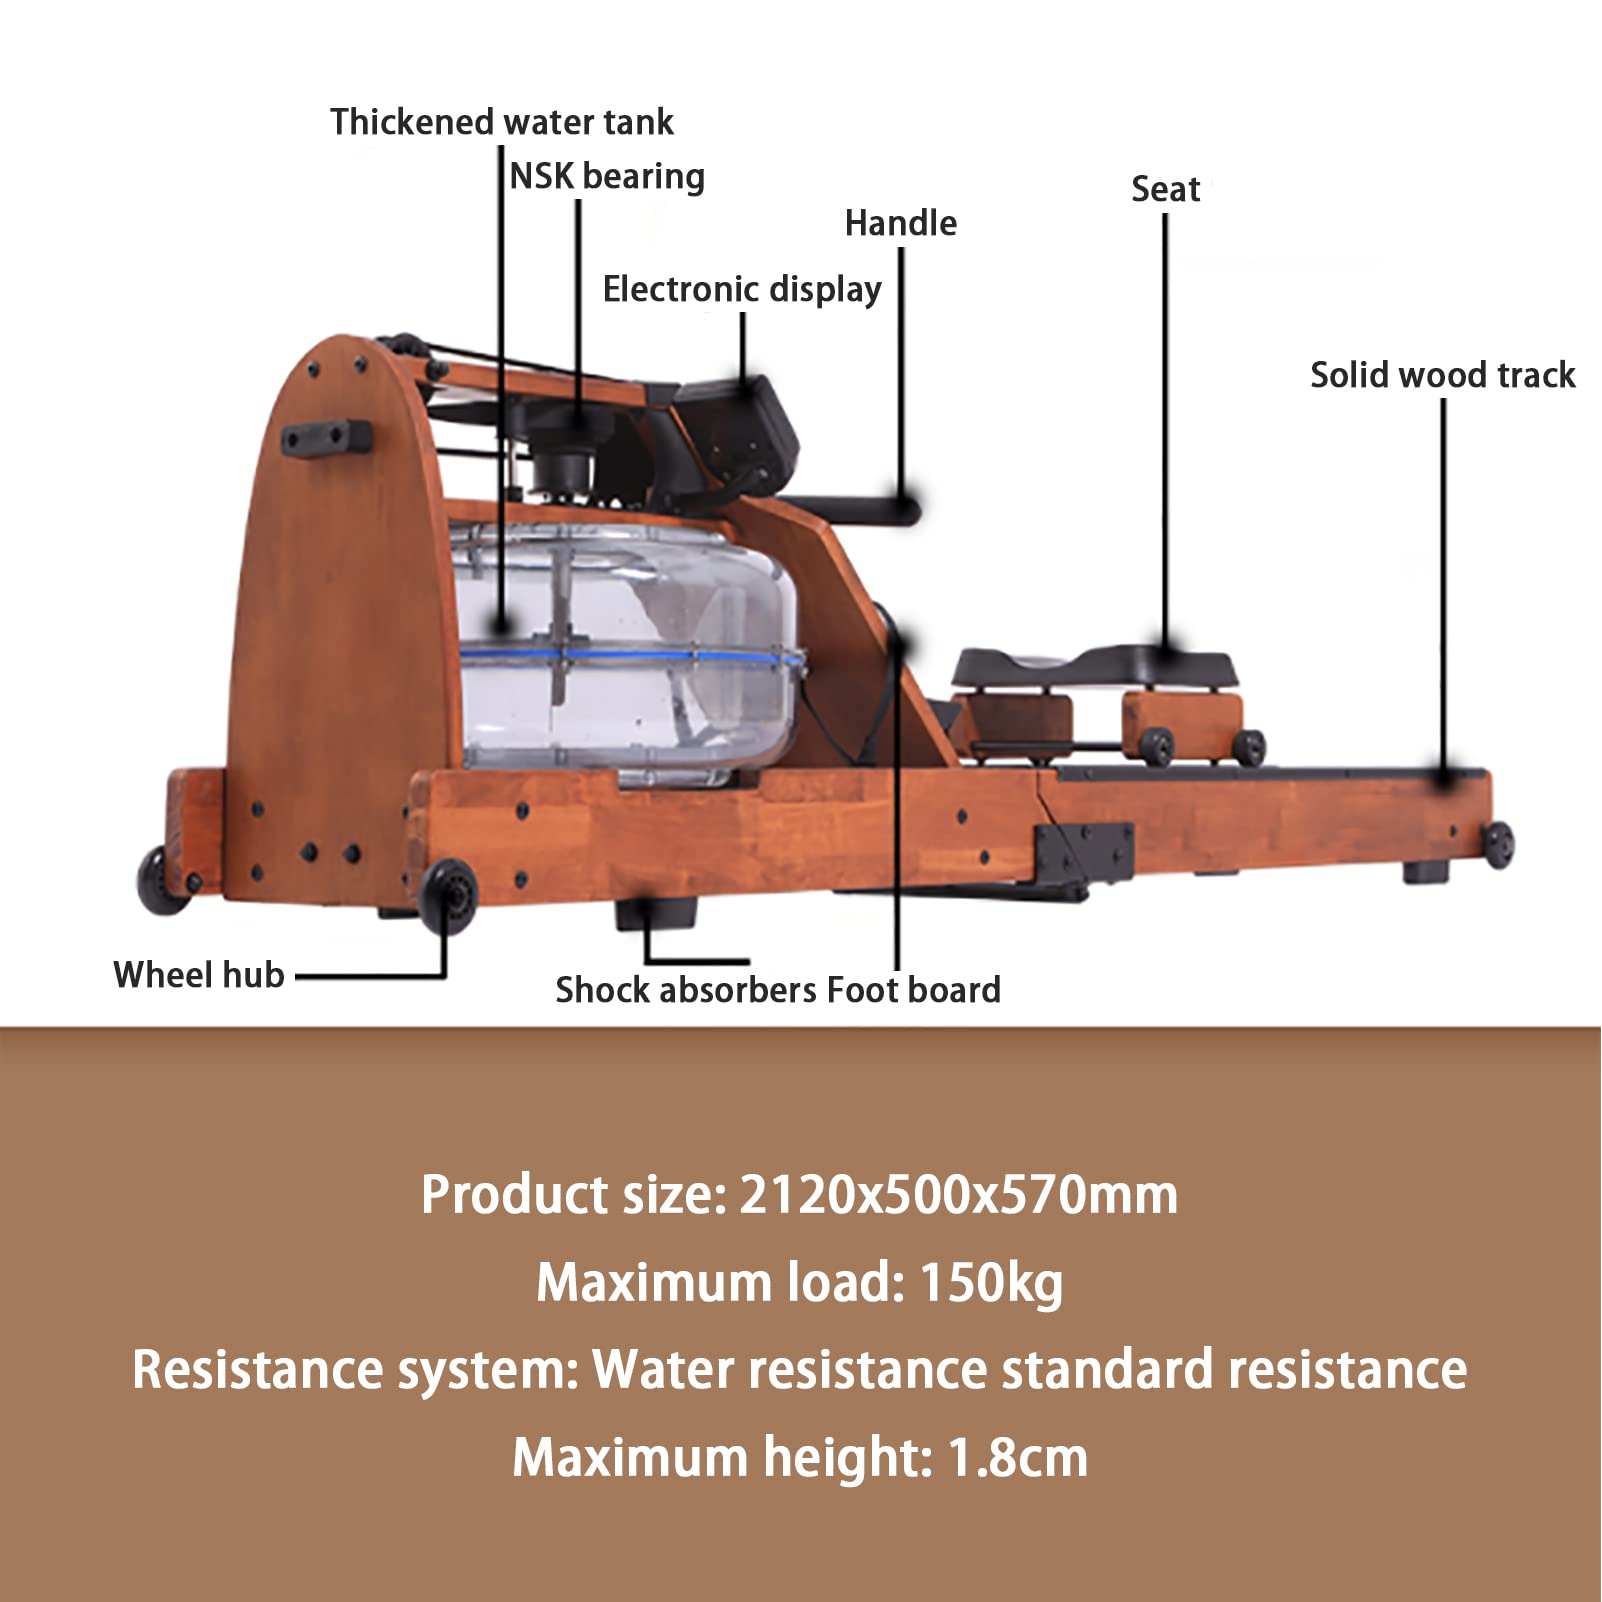 Thickened water tank
NSK bearing
Seat
Handle
Electronic display
Solid wood track
Wheel hub
Shock absorbers Foot board
Product size: 2120x500x570mm
Maximum load: 150kg
Resistance system: Water resistance standard resistance
Maximum height: 1.8cm